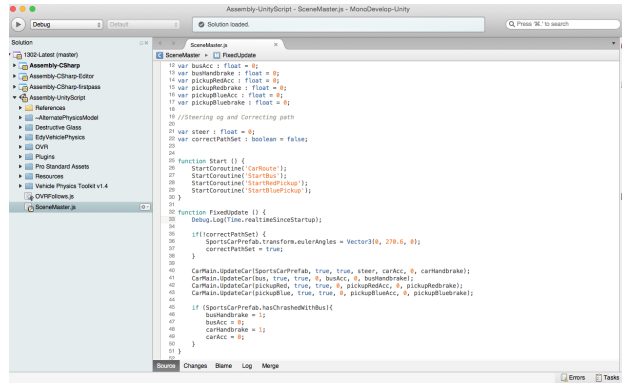 Assembly-UnityScript - SceneMaster.js - MonoDevelop-Unity
Debug
Default
Solution loaded.
Press '⌘.' to search
Solution
1302-Latest (master)
Assembly-CSharp
Assembly-CSharp-Editor
Assembly-CSharp-firstpass
Assembly-UnityScript
References
~AlternatePhysicsModel
Destructive Glass
EdyVehiclePhysics
OVR
Plugins
Pro Standard Assets
Resources
Vehicle Physics Toolkit v1.4
OVRFollows.js
SceneMaster.js
SceneMaster.js
SceneMaster
FixedUpdate
12 var busAcc : float = 0;
13 var busHandbrake : float = 0;
14 var pickupRedAcc : float = 0;
15 var pickupRedbrake : float = 0;
16 var pickupBlueAcc : float = 0;
17 var pickupBluebrake : float = 0;
18
19 //Steering og and Correcting path
20
21 var steer : float = 0;
22 var correctPathSet : boolean = false;
23
24
25 function Start () {
26 StartCoroutine('CarRoute');
27 StartCoroutine('StartBus');
28 StartCoroutine('StartRedPickup');
29 StartCoroutine('StartBluePickup');
30 }
31
32 function FixedUpdate () {
33 Debug.Log(Time.realtimeSinceStartup);
34
35 if(!correctPathSet) {
36 SportsCarPrefab.transform.eulerAngles = Vector3(0, 270.6, 0);
37 correctPathSet = true;
38 }
39
40 CarMain.UpdateCar(SportsCarPrefab, true, true, steer, carAcc, 0, carHandbrake);
41 CarMain.UpdateCar(bus, true, true, 0, busAcc, 0, busHandbrake);
42 CarMain.UpdateCar(pickupRed, true, true, 0, pickupRedAcc, 0, pickupRedbrake);
43 CarMain.UpdateCar(pickupBlue, true, true, 0, pickupBlueAcc, 0, pickupBluebrake);
44
45 if (SportsCarPrefab.hasChrashedWithBus){
46 busHandbrake = 1;
47 busAcc = 0;
48 carHandbrake = 1;
49 carAcc = 0;
50 }
51 }
52
Source Changes Blame Log Merge
Errors Tasks